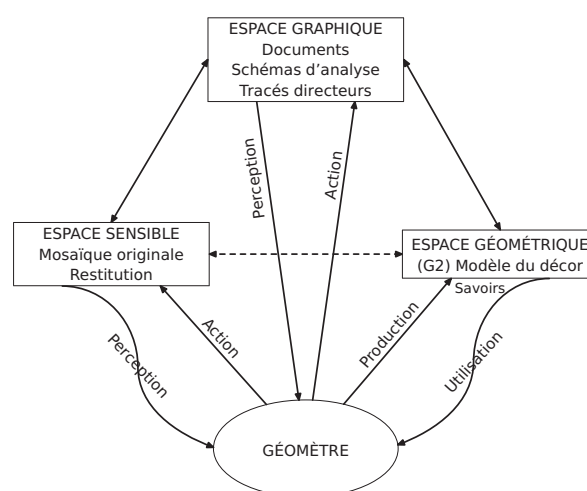 ESPACE GRAPHIQUE
Documents
Schémas d’analyse
Tracés directeurs
Perception
Action
ESPACE SENSIBLE
Mosaïque originale
Restitution
ESPACE GÉOMÉTRIQUE
(G2) Modèle du décor
Savoirs
Perception
Action
Production
Utilisation
GÉOMÈTRE